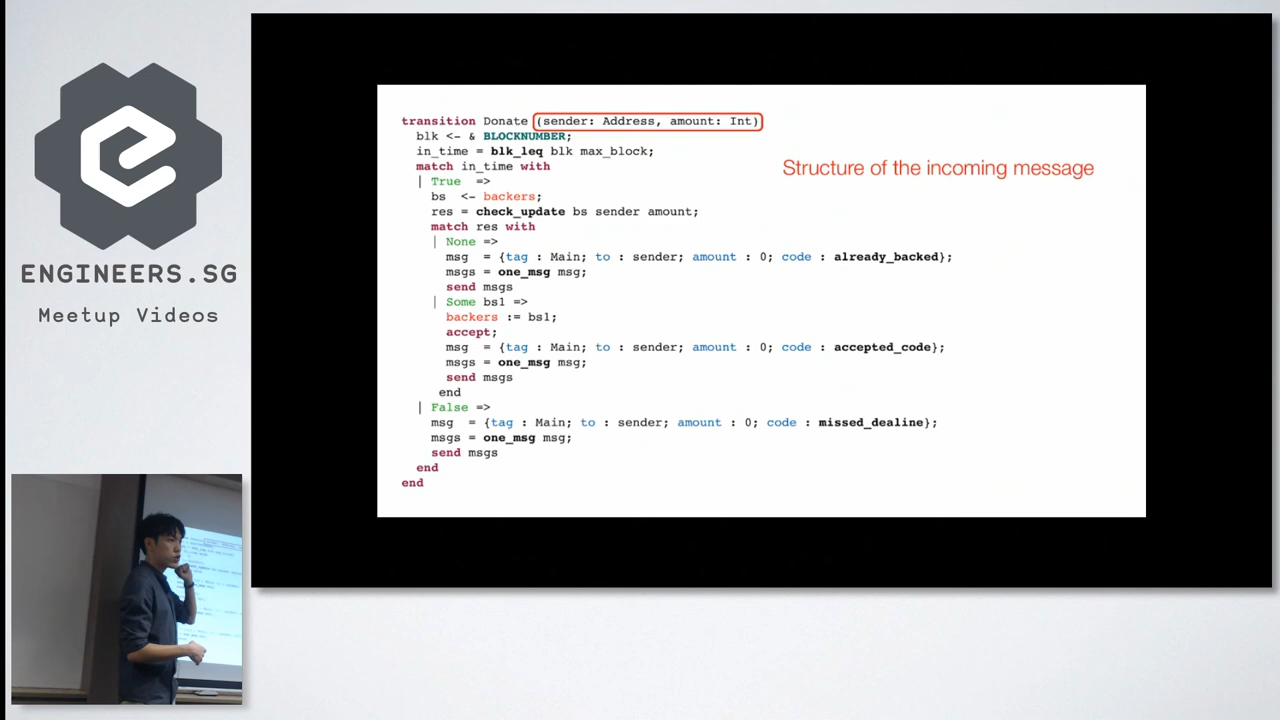 ENGINEERS.SG
Meetup Videos
transition Donate (sender: Address, amount: Int)
blk <- & BLOCKNUMBER;
in_time = blk_leq blk max_block;
match in_time with
| True =>
bs <- backers;
res = check_update bs sender amount;
match res with
| None =>
msg = {tag : Main; to : sender; amount : 0; code : already_backed};
msgs = one_msg msg;
send msgs
| Some bs1 =>
backers := bs1;
accept;
msg = {tag : Main; to : sender; amount : 0; code : accepted_code};
msgs = one_msg msg;
send msgs
end
| False =>
msg = {tag : Main; to : sender; amount : 0; code : missed_dealine};
msgs = one_msg msg;
send msgs
end
end
Structure of the incoming message